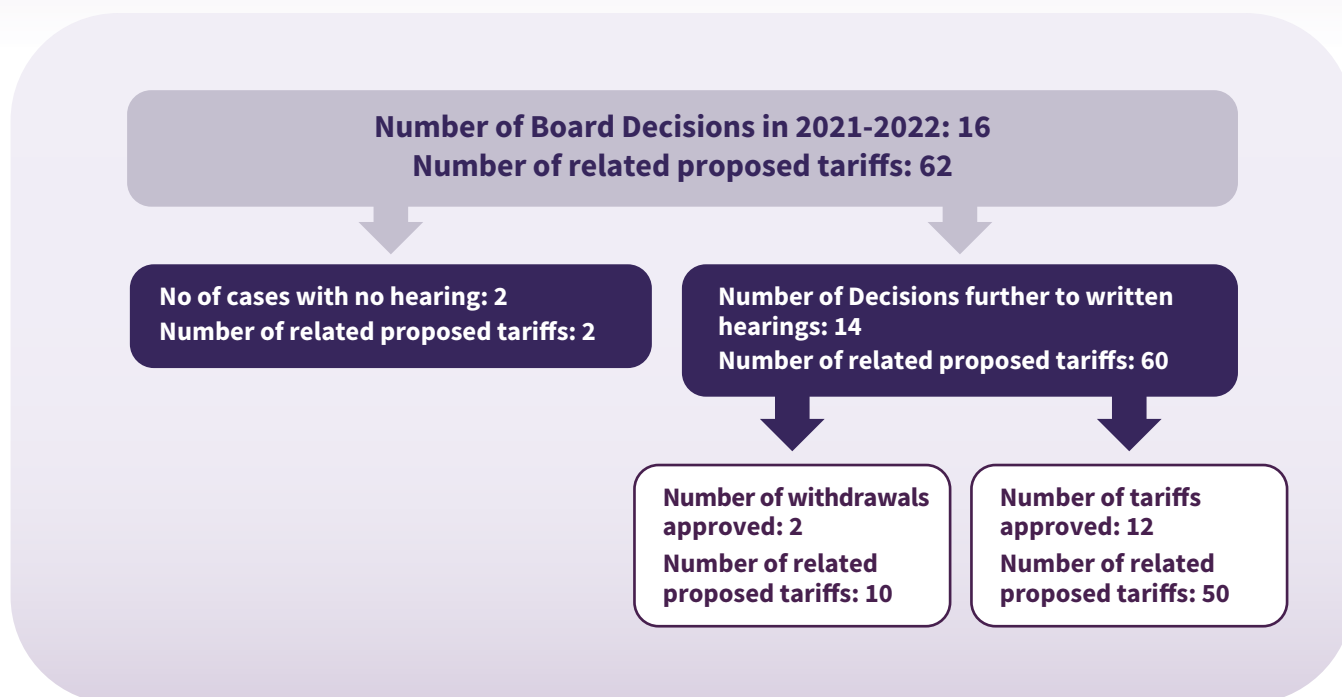 Number of Board Decisions in 2021-2022: 16
Number of related proposed tariffs: 62
No of cases with no hearing: 2
Number of related proposed tariffs: 2
Number of Decisions further to written
hearings: 14
Number of related proposed tariffs: 60
Number of withdrawals
approved: 2
Number of related
proposed tariffs: 10
Number of tariffs
approved: 12
Number of related
proposed tariffs: 50